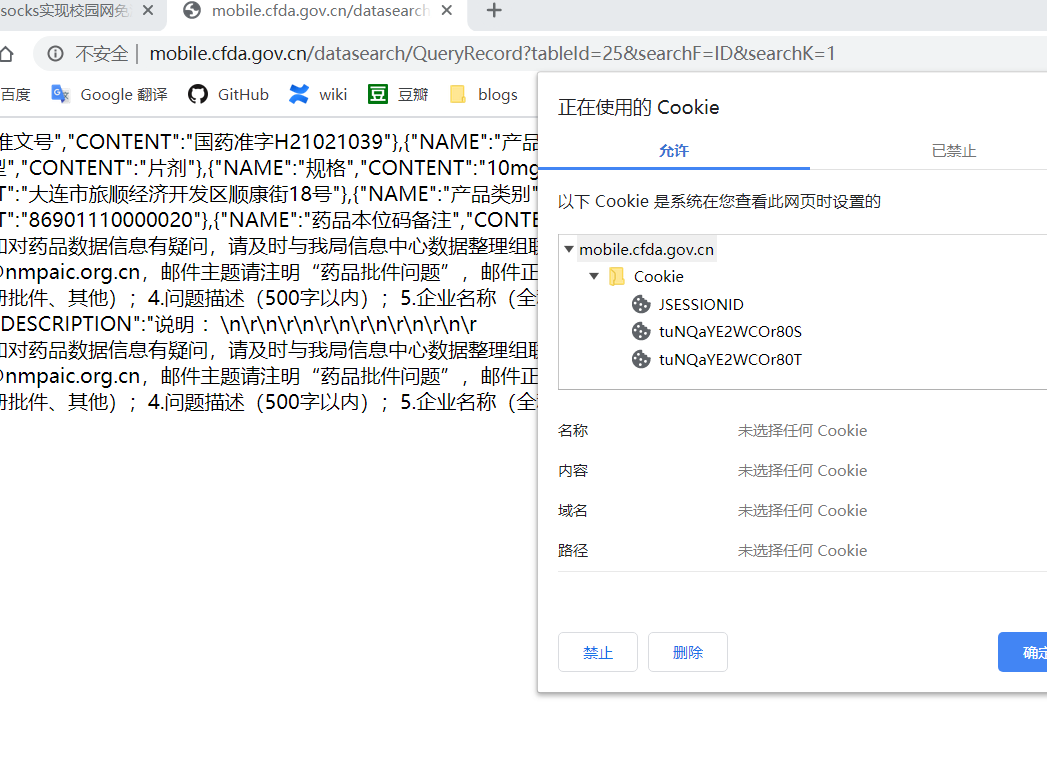 socks实现校园网免
mobile.cfda.gov.cn/datasearch
不安全 | mobile.cfda.gov.cn/datasearch/QueryRecord?tableId=25&searchF=ID&searchK=1
百度 Google 翻译 GitHub wiki 豆 豆瓣 blogs
准文号","CONTENT":"国药准字H21021039"},{"NAME":"产品
","CONTENT":"片剂"},{"NAME":"规格","CONTENT":"10mg
T":"大连市旅顺经济开发区顺康街18号"},{"NAME":"产品类别"
T":"86901110000020"},{"NAME":"药品本位码备注","CONTE
如对药品数据信息有疑问，请及时与我局信息中心数据整理组联
@nmpaic.org.cn，邮件主题请注明“药品批件问题”，邮件正
册批件、其他）；4.问题描述（500字以内）；5.企业名称（全
DESCRIPTION":"说明： \n\r\n\r\n\r\n\r\n\r\n\r\n\r\n\r
如对药品数据信息有疑问，请及时与我局信息中心数据整理组联
@nmpaic.org.cn，邮件主题请注明“药品批件问题”，邮件正
册批件、其他）；4.问题描述（500字以内）；5.企业名称（全
正在使用的 Cookie
允许 已禁止
以下 Cookie 是系统在您查看此网页时设置的
mobile.cfda.gov.cn
Cookie
JSESSIONID
tuNQaYE2WCOr80S
tuNQaYE2WCOr80T
名称 未选择任何 Cookie
内容 未选择任何 Cookie
域名 未选择任何 Cookie
路径 未选择任何 Cookie
禁止 删除 确定